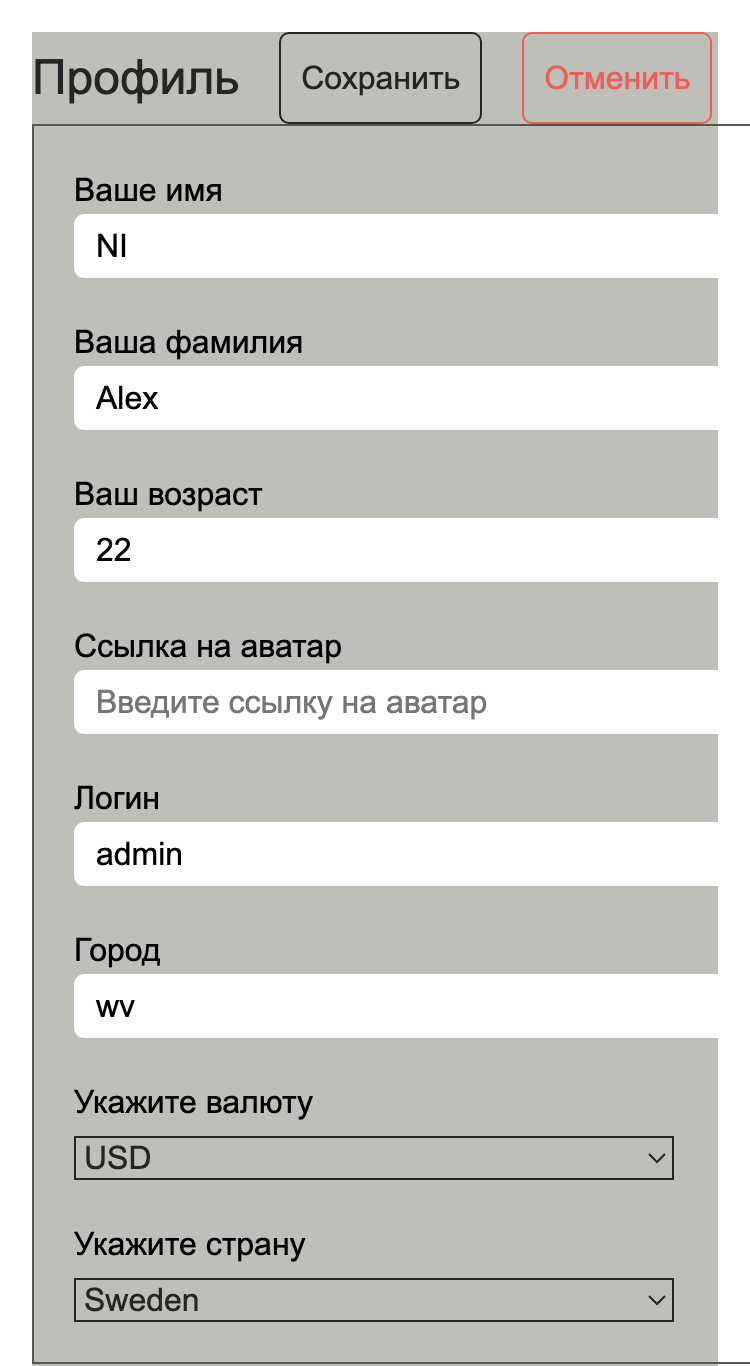 Профиль Сохранить Отменить
Ваше имя
NI
Ваша фамилия
Alex
Ваш возраст
22
Ссылка на аватар
Введите ссылку на аватар
Логин
admin
Город
wv
Укажите валюту
USD
Укажите страну
Sweden